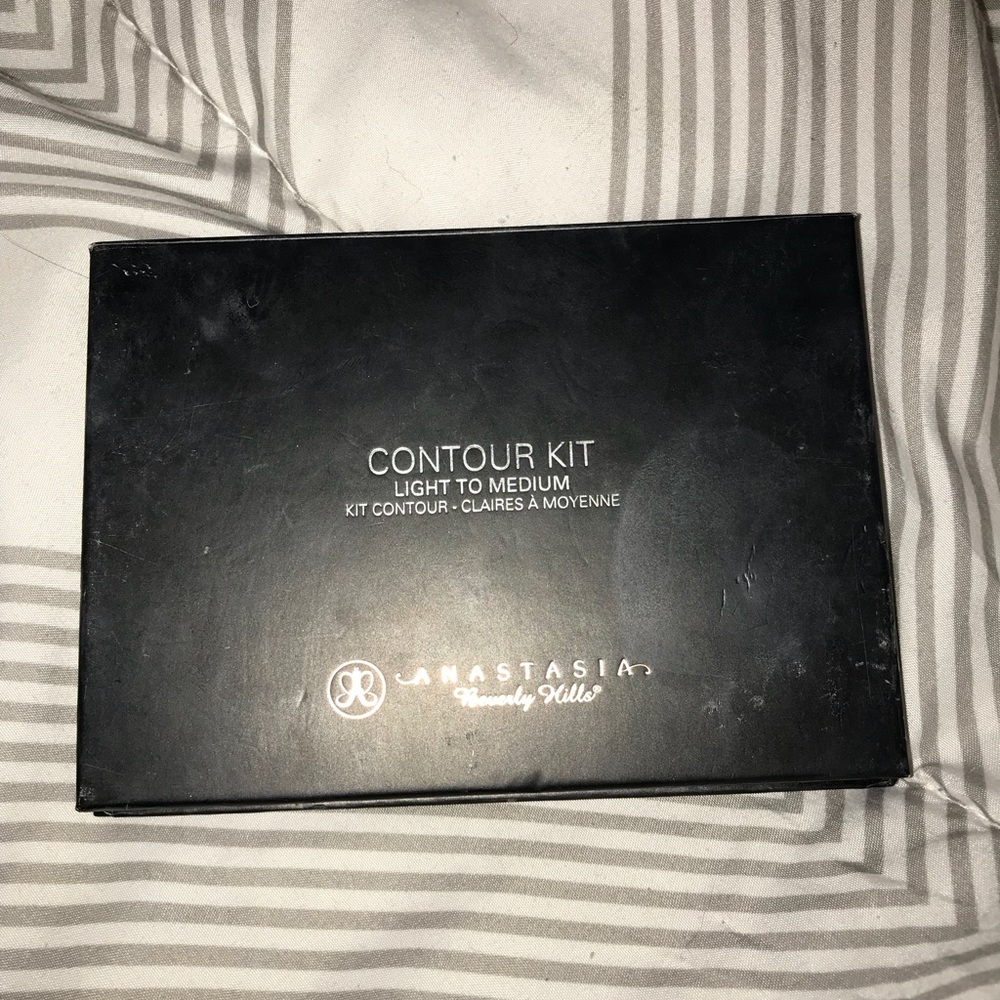 CONTOUR KIT
LIGHT TO MEDIUM
KIT CONTOUR - CLAIRES À MOYENNE
ANASTASIA
Beverly Hills®